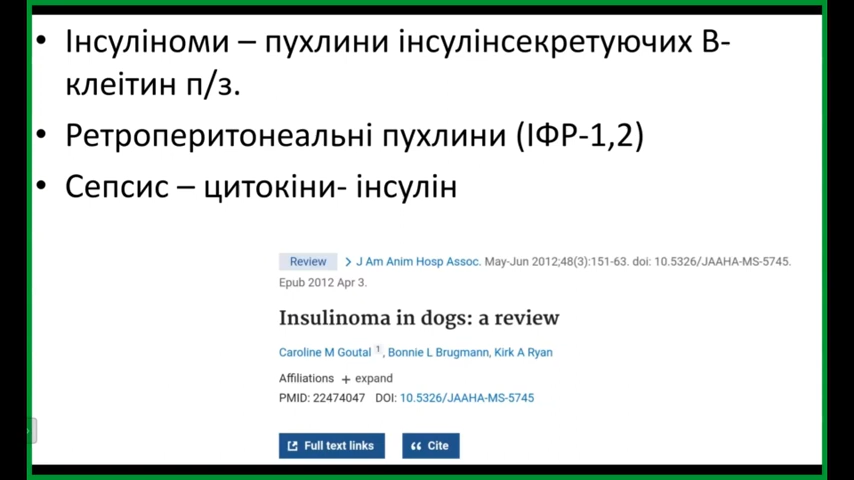 • Інсуліноми – пухлини інсулінсекретуючих В-
клеітин п/з.
• Ретроперитонеальні пухлини (ІФР-1,2)
• Сепсис – цитокіни- інсулін
Review > J Am Anim Hosp Assoc. May-Jun 2012;48(3):151-63. doi: 10.5326/JAAHA-MS-5745.
Epub 2012 Apr 3.
Insulinoma in dogs: a review
Caroline M Goutal 1, Bonnie L Brugmann, Kirk A Ryan
Affiliations + expand
PMID: 22474047 DOI: 10.5326/JAAHA-MS-5745
Full text links Cite